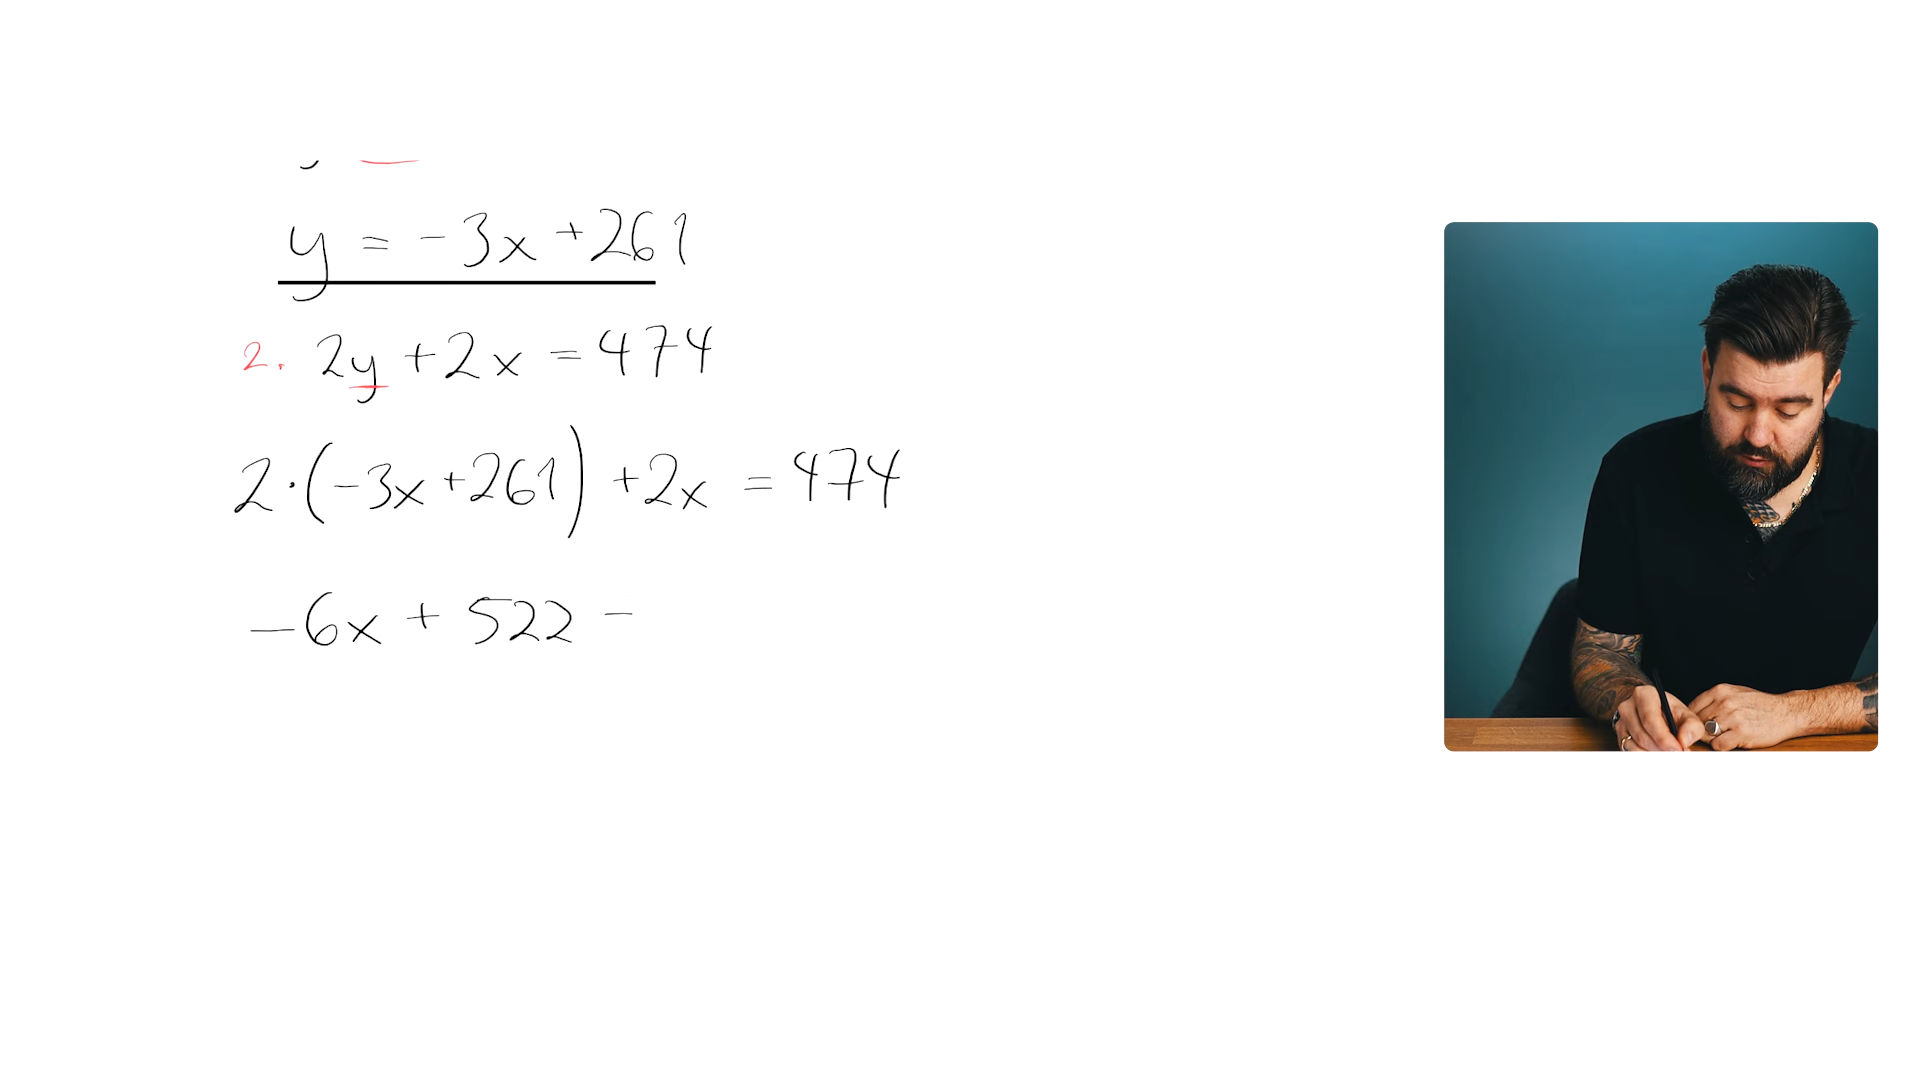 y = -3x + 261
2. 2y + 2x = 474
2·(-3x + 261) + 2x = 474
-6x + 522 -